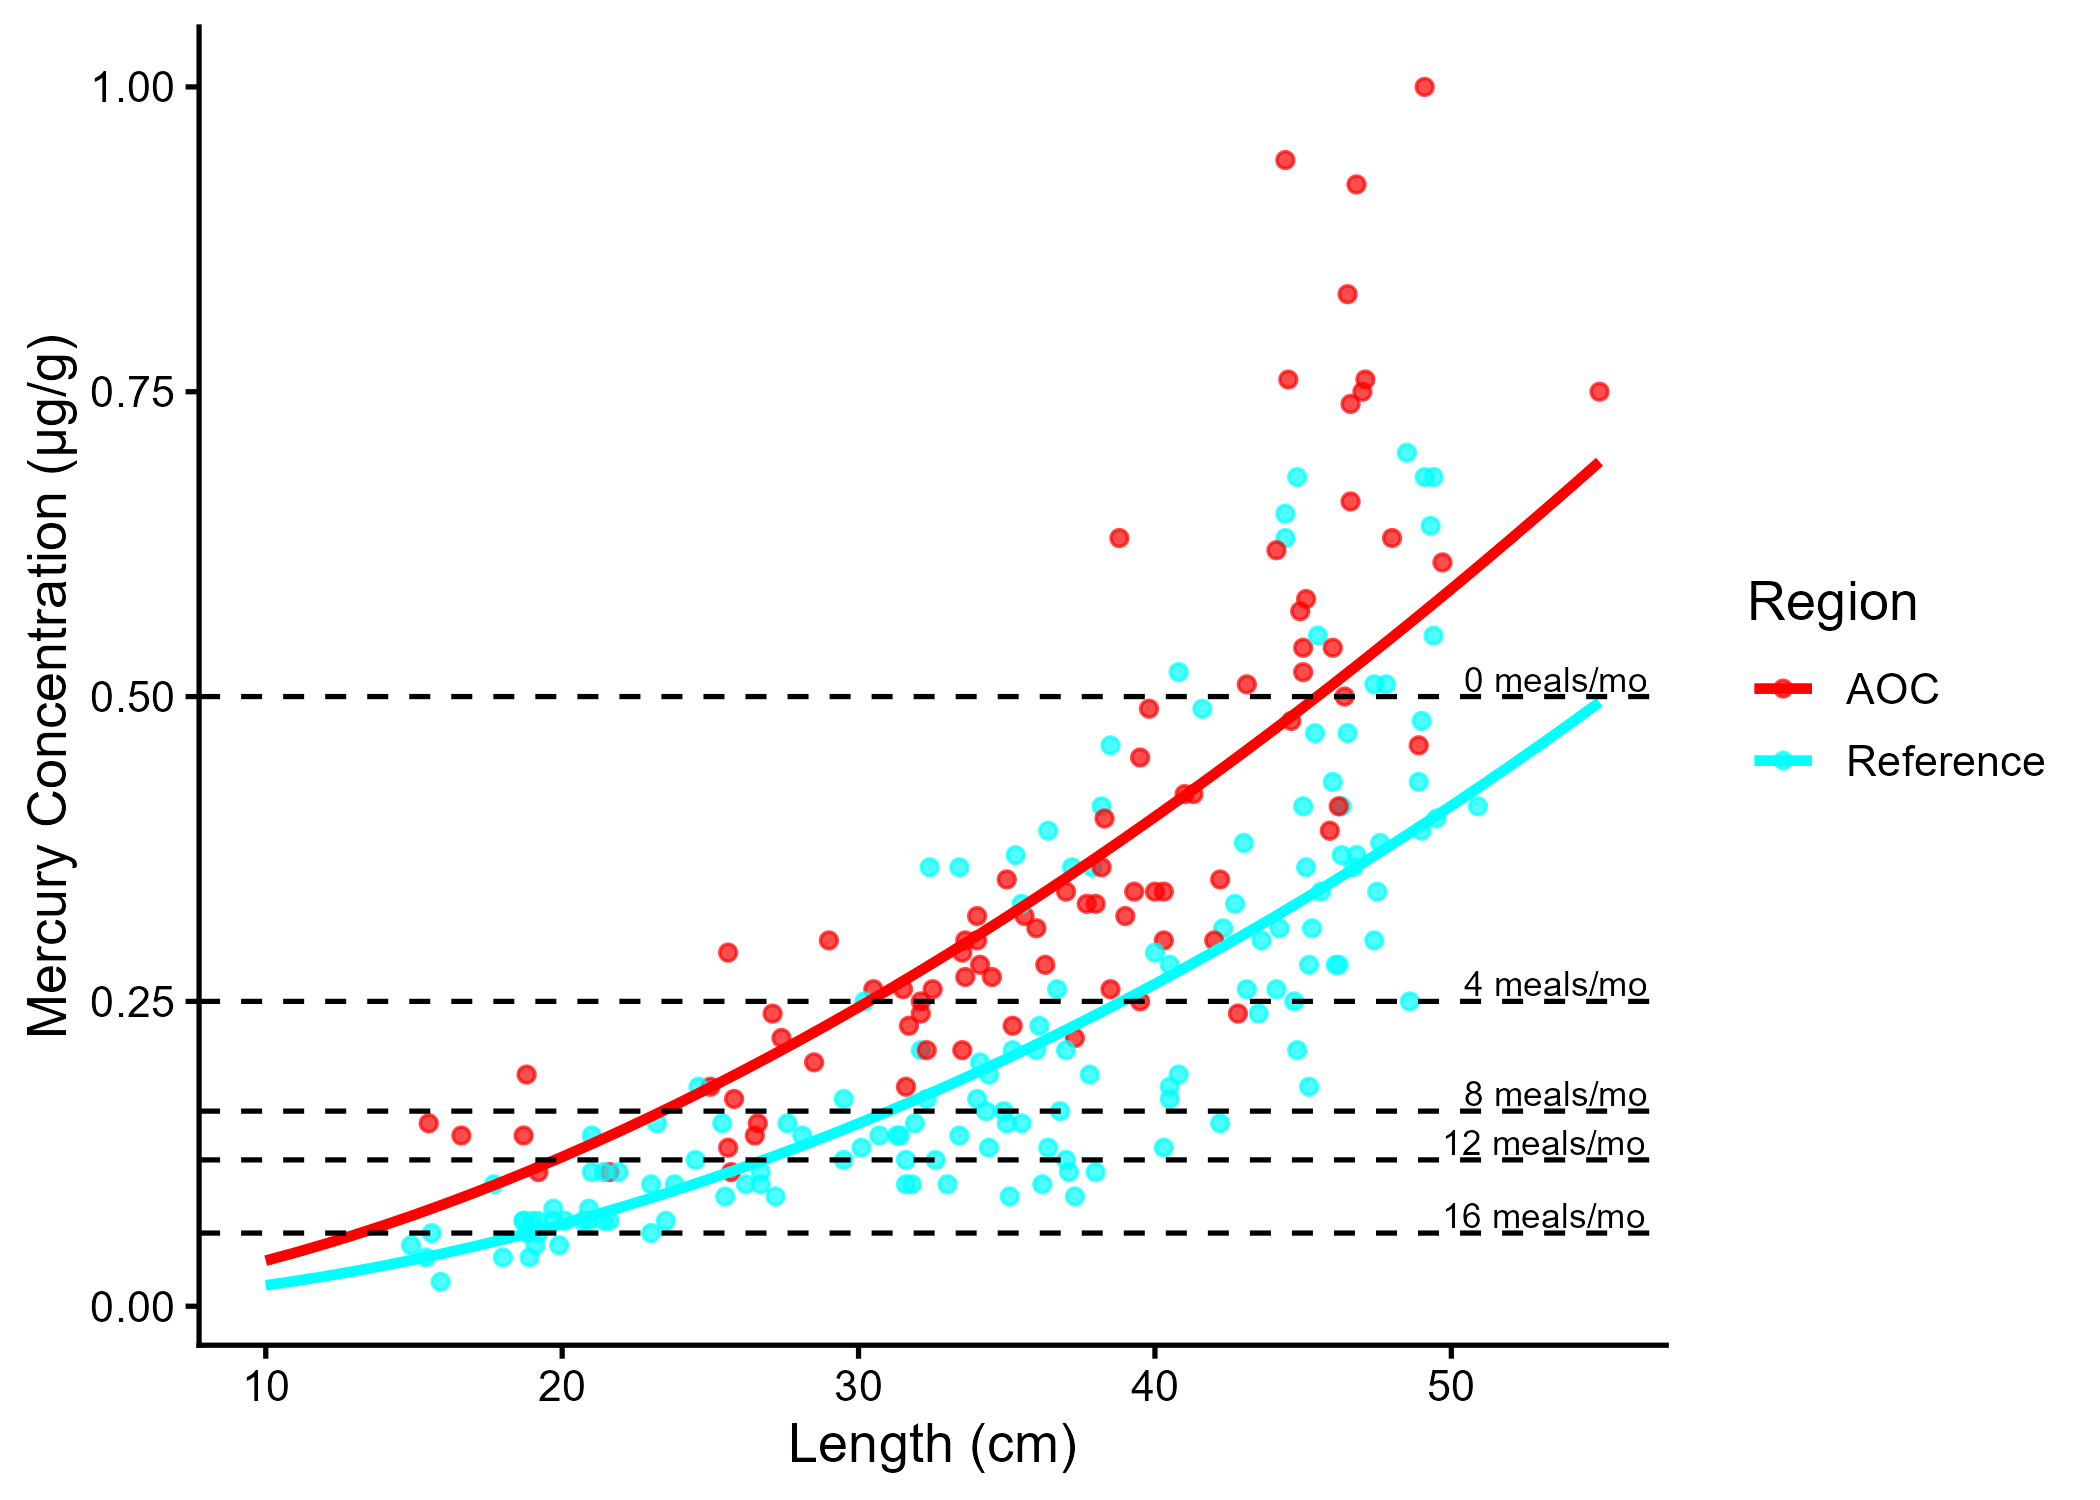 1.00
0.75
0.50
0.25
0.00
Mercury Concentration (µg/g)
0 meals/mo
4 meals/mo
8 meals/mo
12 meals/mo
16 meals/mo
10 20 30 40 50
Length (cm)
Region
AOC
Reference